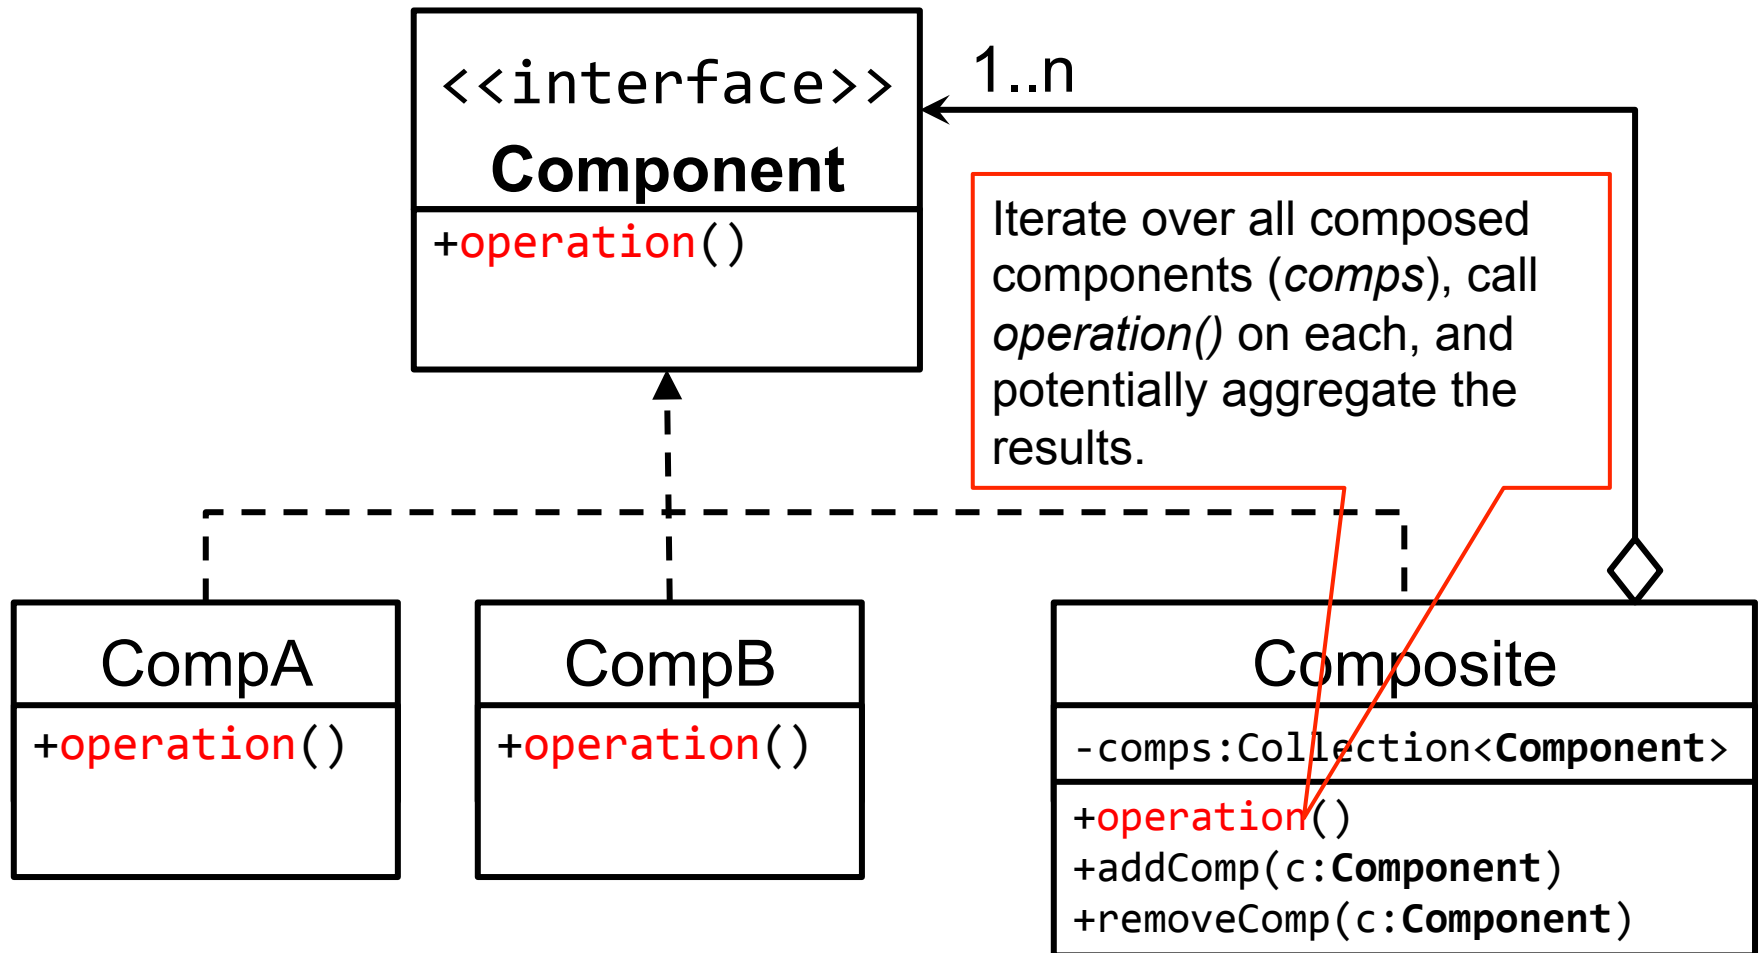 <<interface>>
Component
+operation()
1..n
Iterate over all composed
components (comps), call
operation() on each, and
potentially aggregate the
results.
CompA
+operation()
CompB
+operation()
Composite
-comps:Collection<Component>
+operation()
+addComp(c:Component)
+removeComp(c:Component)